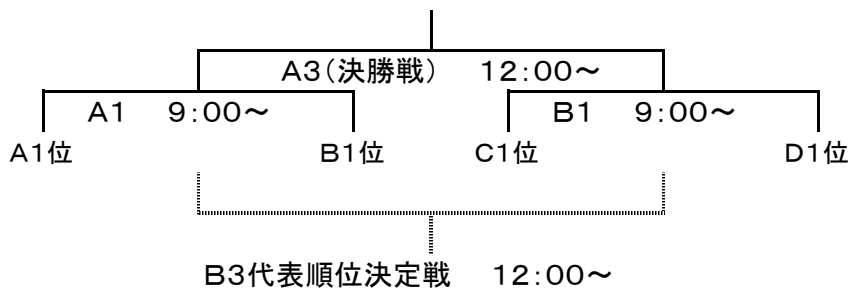 A3(決勝戦) 12:00～
A1 9:00～ B1 9:00～
A1位 B1位 C1位 D1位
B3代表順位決定戦 12:00～